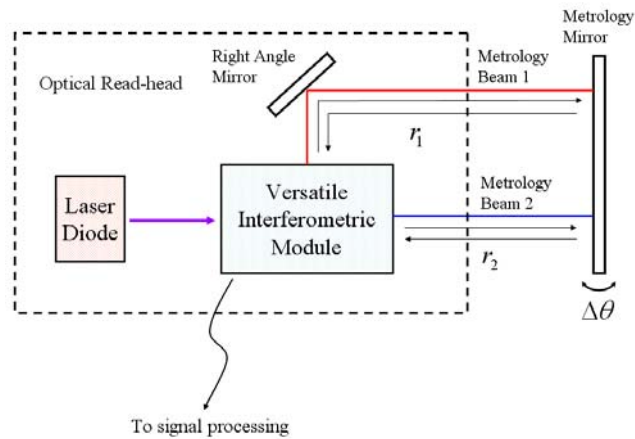 Metrology
Mirror
Right Angle
Mirror
Metrology
Beam 1
Optical Read-head
r₁
Laser
Diode
Versatile
Interferometric
Module
Metrology
Beam 2
r₂
Δθ
To signal processing